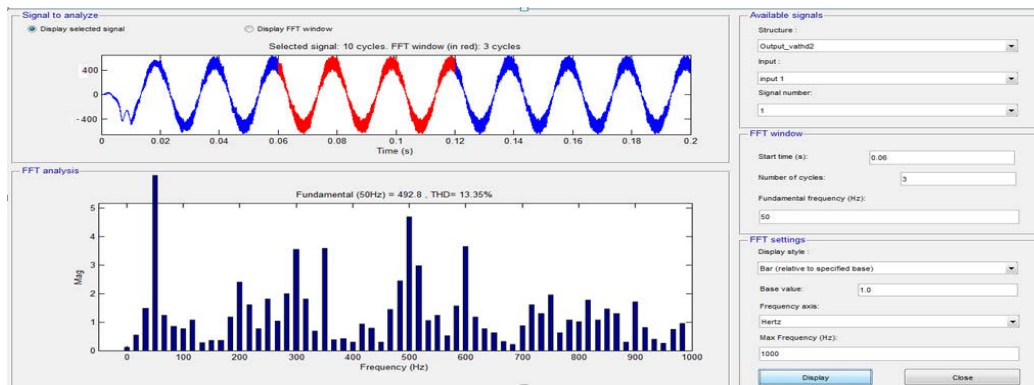 Signal to analyze
Display selected signal
Display FFT window
Selected signal: 10 cycles. FFT window (in red): 3 cycles
400
0
-400
0 0.02 0.04 0.06 0.08 0.1 0.12 0.14 0.16 0.18 0.2
Time (s)
FFT analysis
Fundamental (50Hz) = 492.8 , THD= 13.35%
5
4
3
2
1
0
Mag
0 100 200 300 400 500 600 700 800 900 1000
Frequency (Hz)
Available signals
Structure :
Output_vathd2
Input :
input 1
Signal number:
1
FFT window
Start time (s): 0.06
Number of cycles: 3
Fundamental frequency (Hz):
50
FFT settings
Display style :
Bar (relative to specified base)
Base value: 1.0
Frequency axis:
Hertz
Max Frequency (Hz):
1000
Display Close